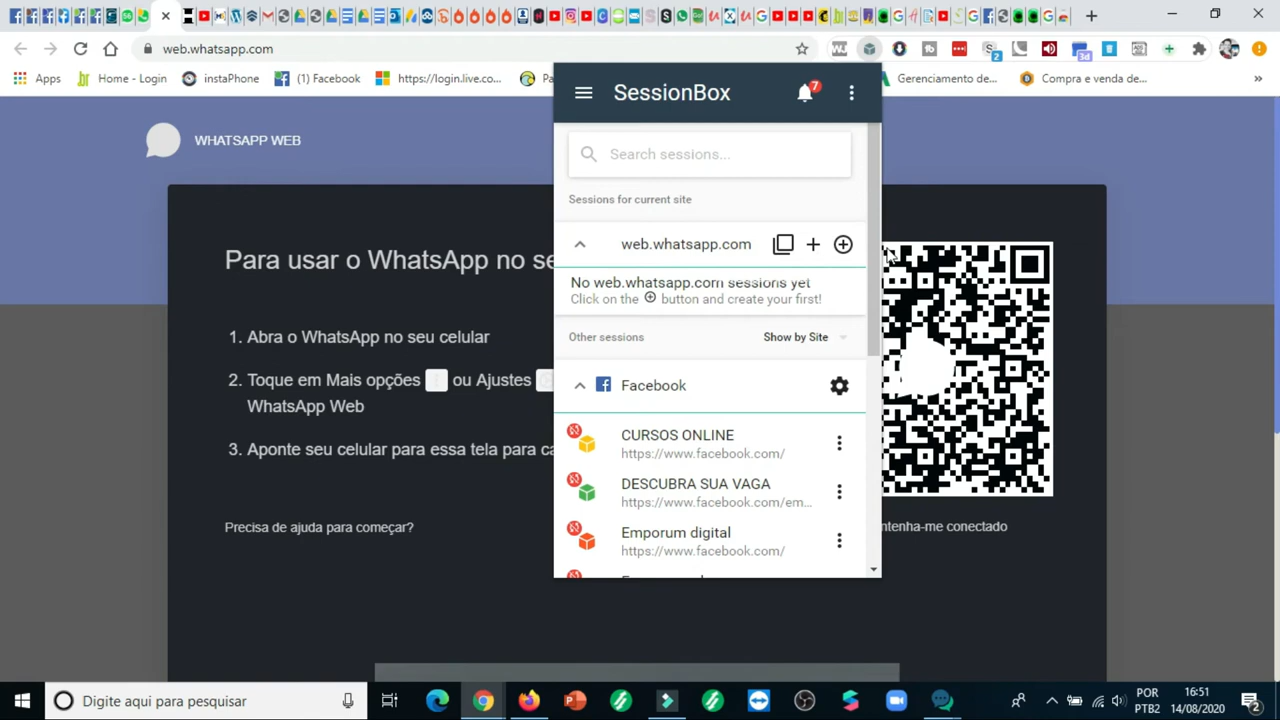 web.whatsapp.com
2
3d
Apps
Home - Login
instaPhone
(1) Facebook
https://login.live.co...
Gerenciamento de...
Compra e venda de...
»
WHATSAPP WEB
Para usar o WhatsApp no se
1. Abra o WhatsApp no seu celular
2. Toque em Mais opções ou Ajustes
WhatsApp Web
3. Aponte seu celular para essa tela para ca
Precisa de ajuda para começar?
ntenha-me conectado
SessionBox
7
Search sessions...
Sessions for current site
web.whatsapp.com
No web.whatsapp.com sessions yet
Click on the ⊕ button and create your first!
Other sessions
Show by Site
Facebook
CURSOS ONLINE
https://www.facebook.com/
DESCUBRA SUA VAGA
https://www.facebook.com/em...
Emporum digital
https://www.facebook.com/
Digite aqui para pesquisar
POR
PTB2
16:51
14/08/2020
2